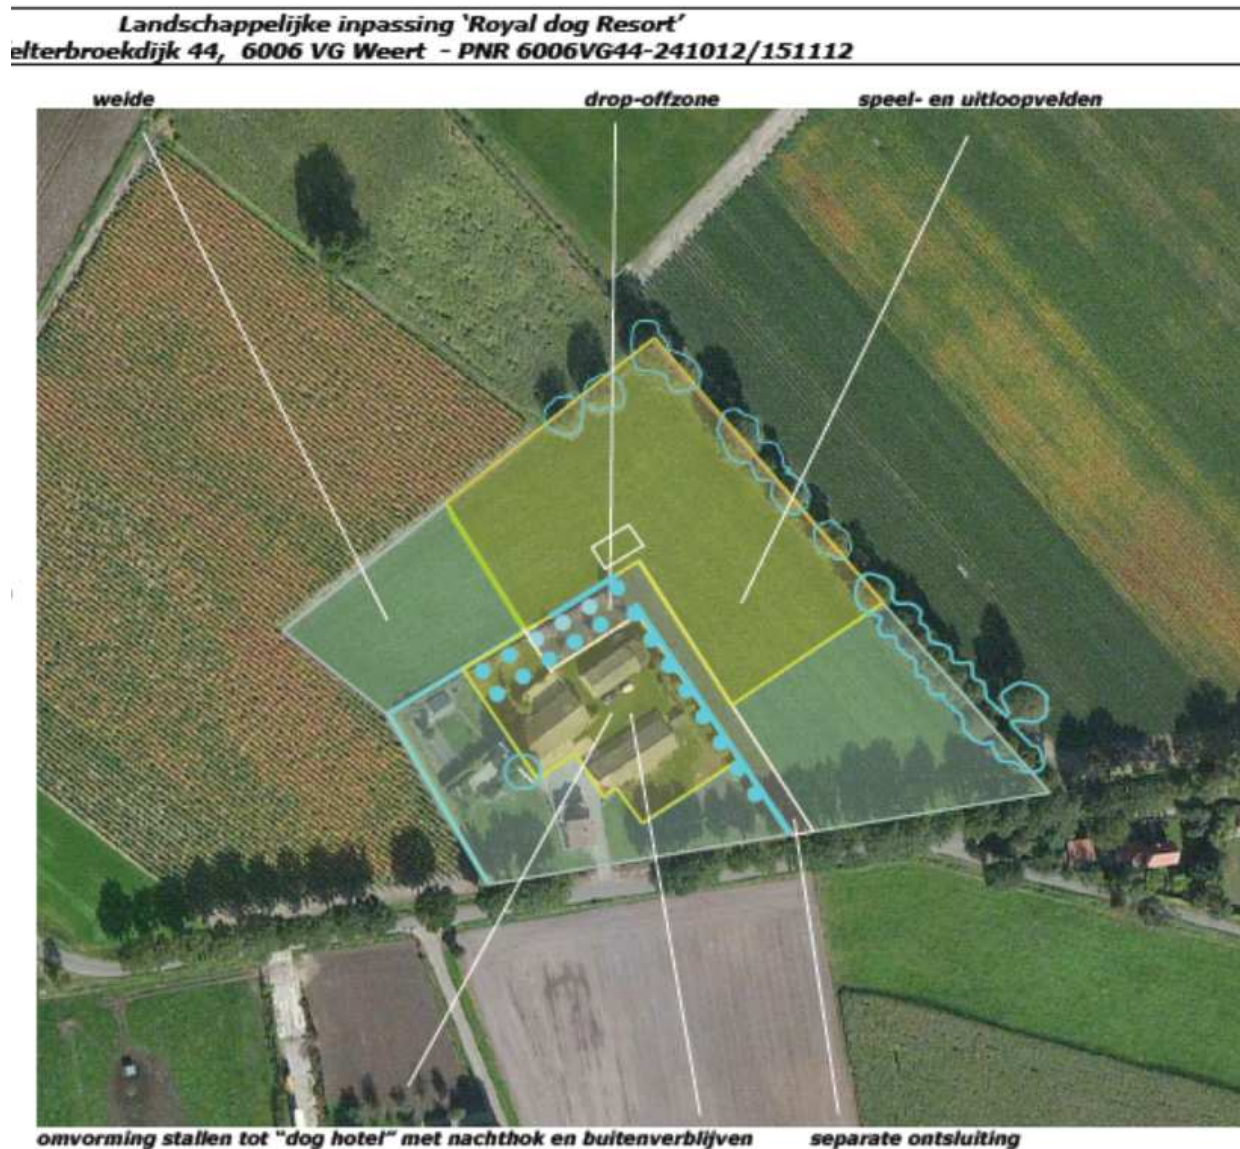 Landschappelijke inpassing ‘Royal dog Resort’
elterbroekdijk 44, 6006 VG Weert - PNR 6006VG44-241012/151112
weide drop-offzone speel- en uitloopvelden
omvorming stallen tot “dog hotel” met nachthok en buitenverblijven separate ontsluiting